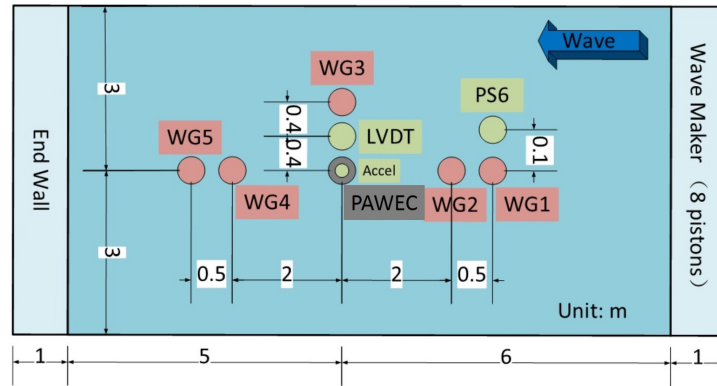 Wave
WG3
PS6
3
0.4
LVDT
WG5
0.4
0.1
Accel
End Wall
WG4
PAWEC
WG2
WG1
Wave Maker （8 pistons）
3
0.5
2
2
0.5
Unit: m
1
5
6
1